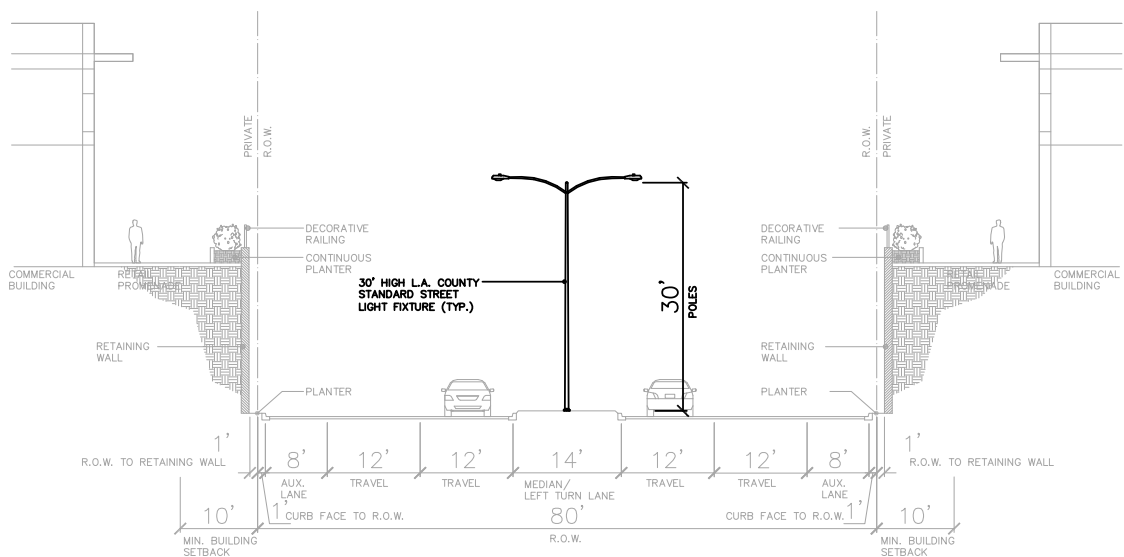 PRIVATE
R.O.W.
R.O.W.
PRIVATE
DECORATIVE
RAILING
CONTINUOUS
PLANTER
DECORATIVE
RAILING
CONTINUOUS
PLANTER
COMMERCIAL
BUILDING
RETAIL
PROMENADE
30' HIGH L.A. COUNTY
STANDARD STREET
LIGHT FIXTURE (TYP.)
30'
POLES
RETAIL
PROMENADE
COMMERCIAL
BUILDING
RETAINING
WALL
RETAINING
WALL
PLANTER
PLANTER
1'
R.O.W. TO RETAINING WALL
8'
AUX.
LANE
12'
TRAVEL
12'
TRAVEL
14'
MEDIAN/
LEFT TURN LANE
12'
TRAVEL
12'
TRAVEL
8'
AUX.
LANE
1'
R.O.W. TO RETAINING WALL
10'
MIN. BUILDING
SETBACK
1'
CURB FACE TO R.O.W.
80'
R.O.W.
CURB FACE TO R.O.W.
1'
10'
MIN. BUILDING
SETBACK